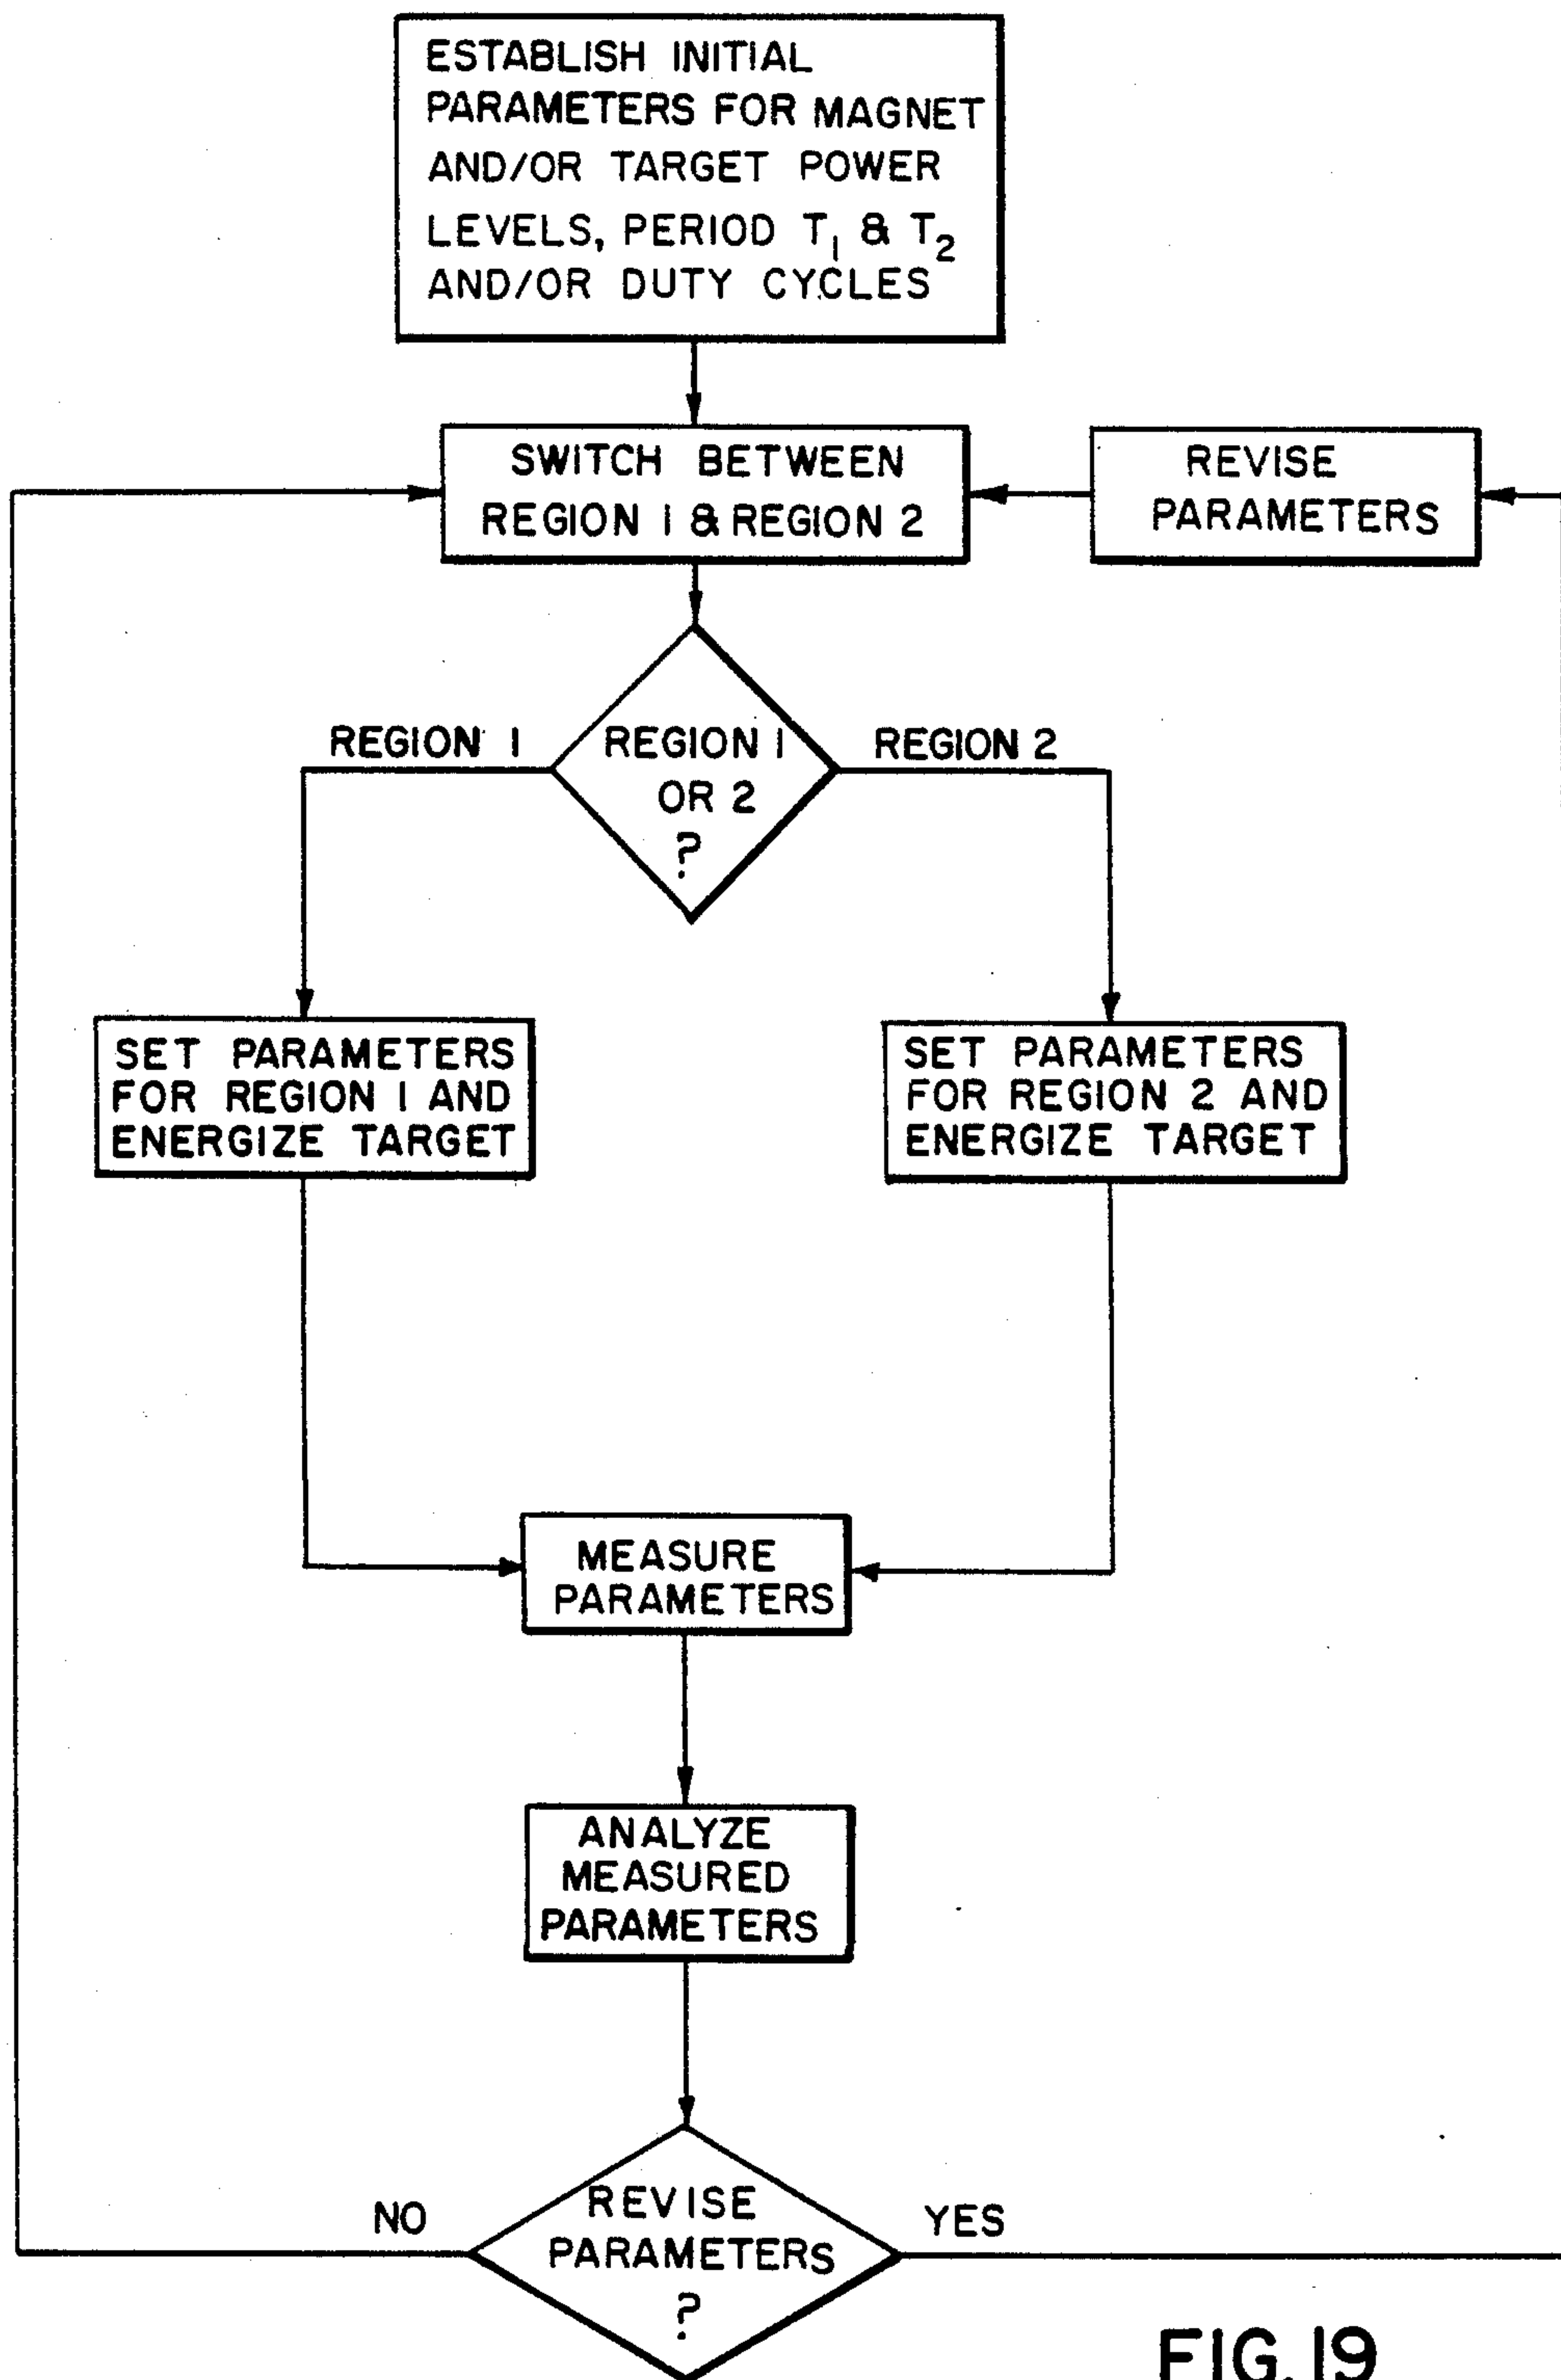 ESTABLISH INITIAL
PARAMETERS FOR MAGNET
AND/OR TARGET POWER
LEVELS, PERIOD T₁ & T₂
AND/OR DUTY CYCLES
SWITCH BETWEEN
REGION 1 & REGION 2
REVISE
PARAMETERS
REGION 1
REGION 1
OR 2
?
REGION 2
SET PARAMETERS
FOR REGION 1 AND
ENERGIZE TARGET
SET PARAMETERS
FOR REGION 2 AND
ENERGIZE TARGET
MEASURE
PARAMETERS
ANALYZE
MEASURED
PARAMETERS
NO
REVISE
PARAMETERS
?
YES
FIG. 19